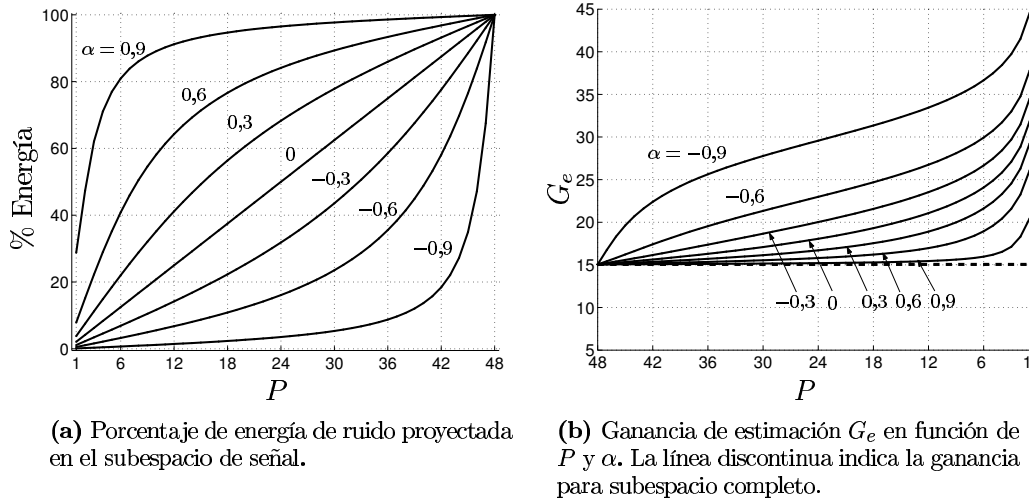 100
80
60
40
20
0
% Energía
α = 0,9
0,6
0,3
0
−0,3
−0,6
−0,9
1 6 12 18 24 30 36 42 48
P
(a) Porcentaje de energía de ruido proyectada
en el subespacio de señal.
45
40
35
30
25
20
15
10
5
G_e
α = −0,9
−0,6
−0,3 0 0,3 0,6 0,9
48 42 36 30 24 18 12 6 1
P
(b) Ganancia de estimación G_e en función de
P y α. La línea discontinua indica la ganancia
para subespacio completo.